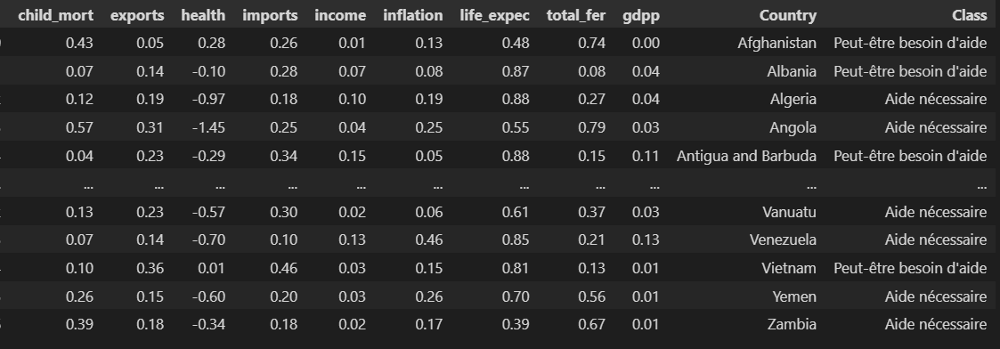 child_mort exports health imports income inflation life_expec total_fer gdpp Country Class
0.43 0.05 0.28 0.26 0.01 0.13 0.48 0.74 0.00 Afghanistan Peut-être besoin d'aide
0.07 0.14 -0.10 0.28 0.07 0.08 0.87 0.08 0.04 Albania Peut-être besoin d'aide
0.12 0.19 -0.97 0.18 0.10 0.19 0.88 0.27 0.04 Algeria Aide nécessaire
0.57 0.31 -1.45 0.25 0.04 0.25 0.55 0.79 0.03 Angola Aide nécessaire
0.04 0.23 -0.29 0.34 0.15 0.05 0.88 0.15 0.11 Antigua and Barbuda Peut-être besoin d'aide
... ... ... ... ... ... ... ... ... ... ...
0.13 0.23 -0.57 0.30 0.02 0.06 0.61 0.37 0.03 Vanuatu Aide nécessaire
0.07 0.14 -0.70 0.10 0.13 0.46 0.85 0.21 0.13 Venezuela Aide nécessaire
0.10 0.36 0.01 0.46 0.03 0.15 0.81 0.13 0.01 Vietnam Peut-être besoin d'aide
0.26 0.15 -0.60 0.20 0.03 0.26 0.70 0.56 0.01 Yemen Aide nécessaire
0.39 0.18 -0.34 0.18 0.02 0.17 0.39 0.67 0.01 Zambia Aide nécessaire